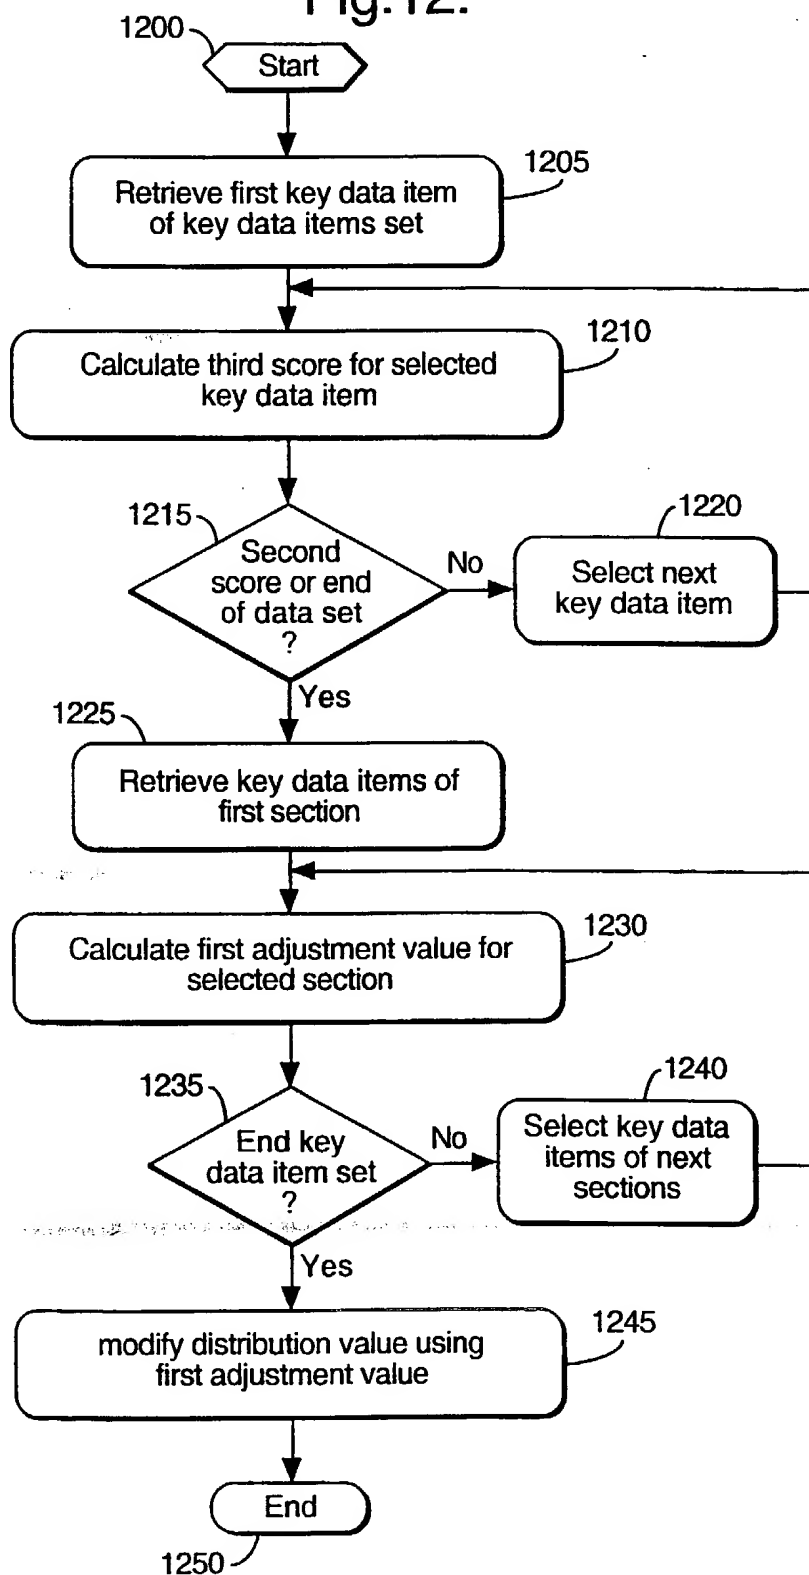 Fig.12.
1200
Start
1205
Retrieve first key data item
of key data items set
1210
Calculate third score for selected
key data item
1215
Second
score or end
of data set
?
No
1220
Select next
key data item
Yes
1225
Retrieve key data items of
first section
1230
Calculate first adjustment value for
selected section
1235
End key
data item set
?
No
1240
Select key data
items of next
sections
Yes
1245
modify distribution value using
first adjustment value
End
1250